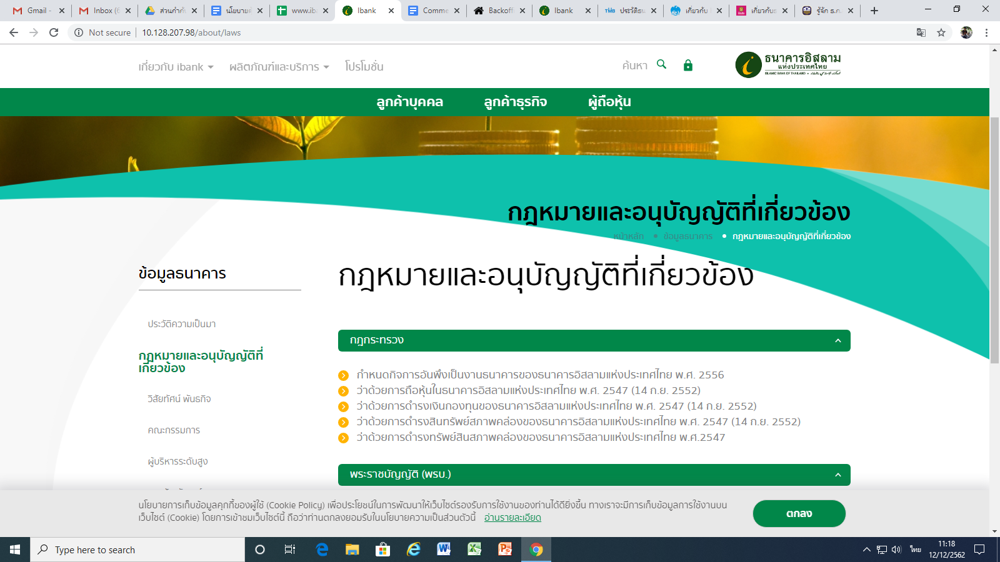 Gmail -
Inbox (6
ส่วนกำกั
นโยบายคุ
www.iba
Ibank
Comme
Backoff
Ibank
TMB ประวัติธน
เกี่ยวกับ
เกี่ยวกับธ
รู้จัก ธ.ก.
Not secure 10.128.207.98/about/laws
เกี่ยวกับ ibank
ผลิตภัณฑ์และบริการ
โปรโมชั่น
ค้นหา
ธนาคารอิสลาม
แห่งประเทศไทย
ISLAMIC BANK OF THAILAND
ลูกค้าบุคคล
ลูกค้าธุรกิจ
ผู้ถือหุ้น
กฎหมายและอนุบัญญัติที่เกี่ยวข้อง
หน้าหลัก • ข้อมูลธนาคาร • กฎหมายและอนุบัญญัติที่เกี่ยวข้อง
ข้อมูลธนาคาร
ประวัติความเป็นมา
กฎหมายและอนุบัญญัติที่
เกี่ยวข้อง
วิสัยทัศน์ พันธกิจ
คณะกรรมการ
ผู้บริหารระดับสูง
กฎหมายและอนุบัญญัติที่เกี่ยวข้อง
กฎกระทรวง
กำหนดกิจการอันพึงเป็นงานธนาคารของธนาคารอิสลามแห่งประเทศไทย พ.ศ. 2556
ว่าด้วยการถือหุ้นในธนาคารอิสลามแห่งประเทศไทย พ.ศ. 2547 (14 ก.ย. 2552)
ว่าด้วยการดำรงเงินกองทุนของธนาคารอิสลามแห่งประเทศไทย พ.ศ. 2547 (14 ก.ย. 2552)
ว่าด้วยการดำรงสินทรัพย์สภาพคล่องของธนาคารอิสลามแห่งประเทศไทย พ.ศ. 2547 (14 ก.ย. 2552)
ว่าด้วยการดำรงทรัพย์สินสภาพคล่องของธนาคารอิสลามแห่งประเทศไทย พ.ศ.2547
พระราชบัญญัติ (พรบ.)
นโยบายการเก็บข้อมูลคุกกี้ของผู้ใช้ (Cookie Policy) เพื่อประโยชน์ในการพัฒนาให้เว็บไซต์รองรับการใช้งานของท่านได้ดียิ่งขึ้น ทางเราจะมีการเก็บข้อมูลการใช้งานบน
เว็บไซต์ (Cookie) โดยการเข้าชมเว็บไซต์นี้ ถือว่าท่านตกลงยอมรับในนโยบายความเป็นส่วนตัวนี้ อ่านรายละเอียด
ตกลง
Type here to search
ไทย
11:18
12/12/2562